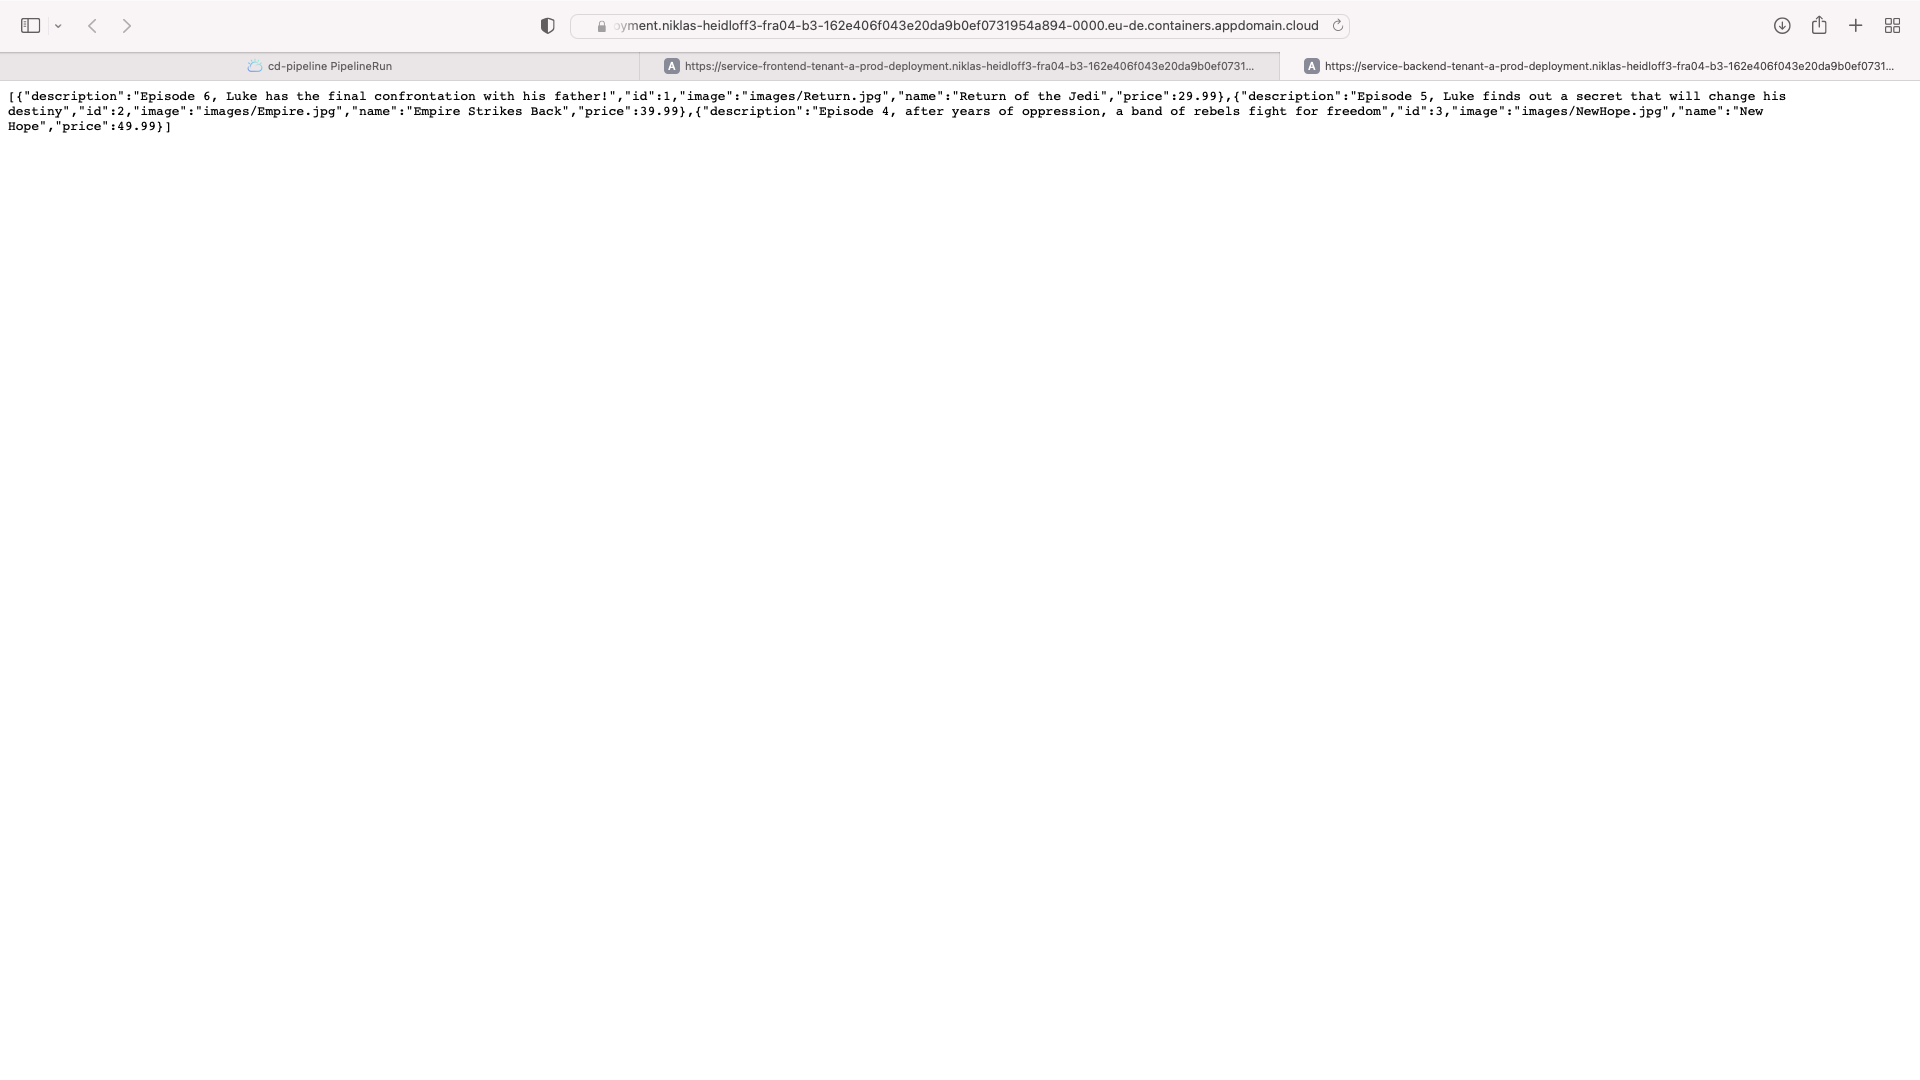 oyment.niklas-heidloff3-fra04-b3-162e406f043e20da9b0ef0731954a894-0000.eu-de.containers.appdomain.cloud
cd-pipeline PipelineRun
A https://service-frontend-tenant-a-prod-deployment.niklas-heidloff3-fra04-b3-162e406f043e20da9b0ef0731...
A https://service-backend-tenant-a-prod-deployment.niklas-heidloff3-fra04-b3-162e406f043e20da9b0ef0731...
[{"description":"Episode 6, Luke has the final confrontation with his father!","id":1,"image":"images/Return.jpg","name":"Return of the Jedi","price":29.99},{"description":"Episode 5, Luke finds out a secret that will change his
destiny","id":2,"image":"images/Empire.jpg","name":"Empire Strikes Back","price":39.99},{"description":"Episode 4, after years of oppression, a band of rebels fight for freedom","id":3,"image":"images/NewHope.jpg","name":"New
Hope","price":49.99}]